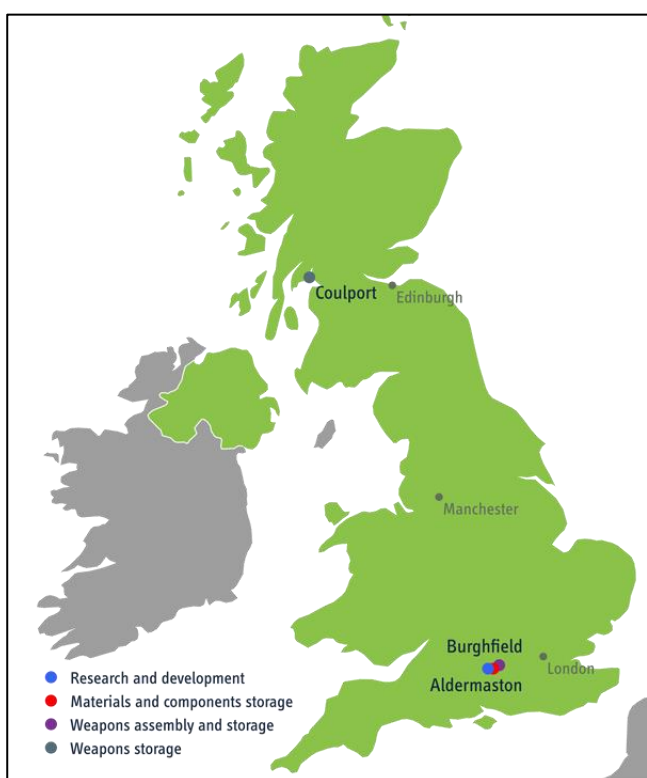 Coulport
Edinburgh
Manchester
Burghfield
London
Aldermaston
Research and development
Materials and components storage
Weapons assembly and storage
Weapons storage